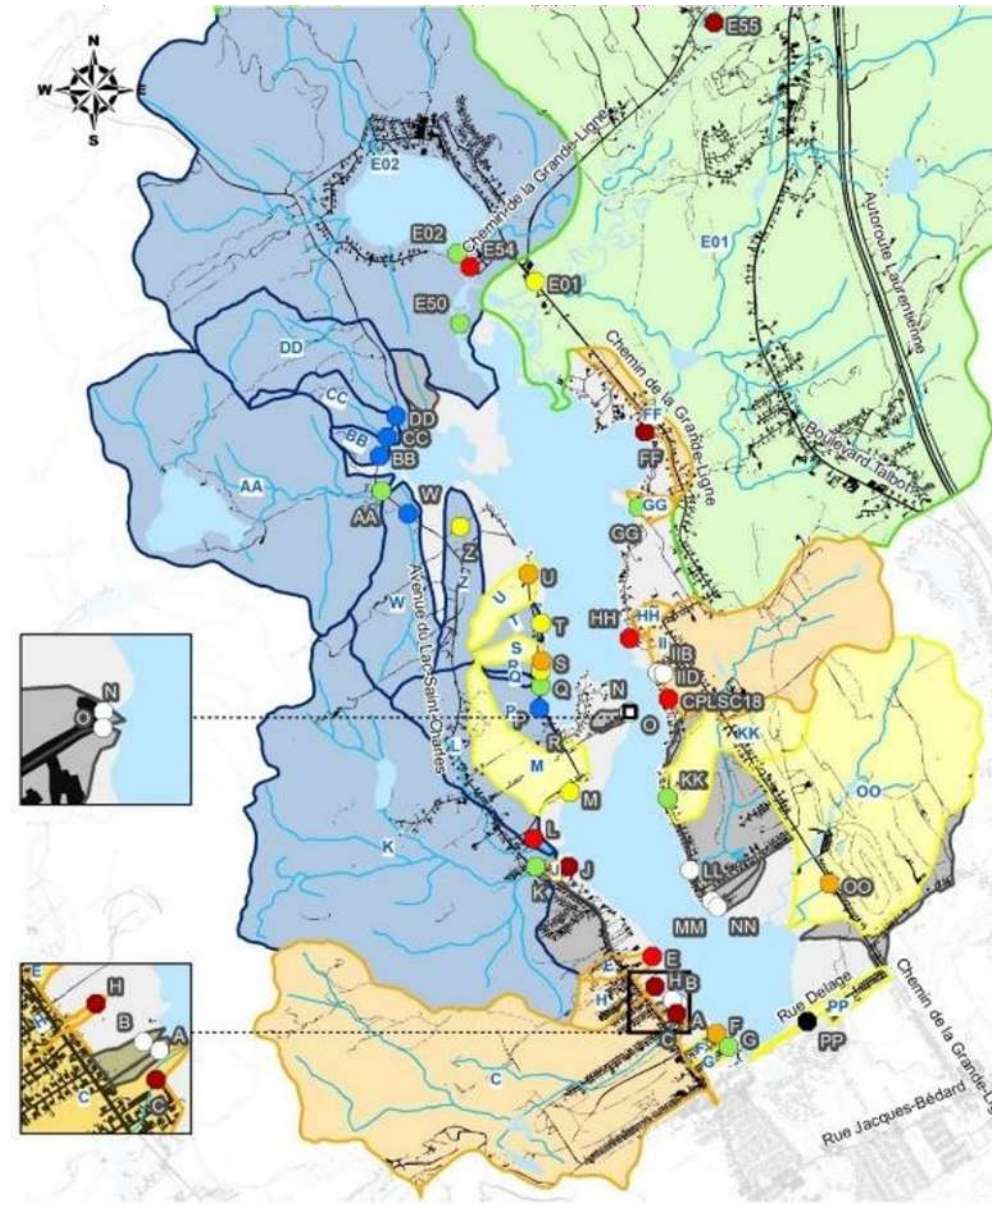 E55
N
W
E
S
E02
Chemin de la Grande-Ligne
Autoroute Laurentienne
E02
E54
E01
E01
E50
DD
CC
BB
DD
CC
BB
Chemin de la Grande-Ligne
FF
FF
Boulevard Talbot
AA
AA
W
GG
GG
Z
Z
U
U
W
Avenue du Lac-Saint-Charles
T
HH
HH
II
S
S
IIB
IID
Q
Q
N
O
CPLSC18
P
P
R
KK
L
M
KK
OO
N
O
M
L
K
K
J
J
LL
OO
MM
NN
E
E
H
H
B
A
C
F
G
G
Rue Delage
PP
PP
Chemin de la Grande-Lig
E
H
H
B
A
C
C
C
Rue Jacques-Bédard